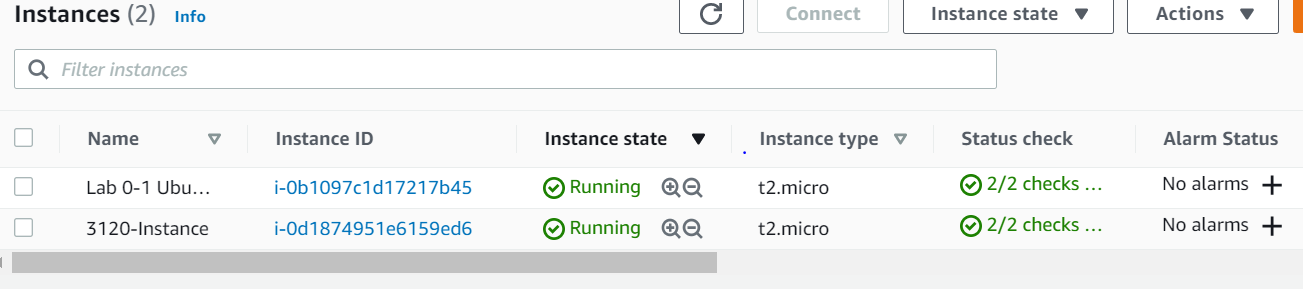 Instances (2) Info Connect Instance state Actions
Filter instances
Name Instance ID Instance state Instance type Status check Alarm Status
Lab 0-1 Ubu... i-0b1097c1d17217b45 Running t2.micro 2/2 checks ... No alarms +
3120-Instance i-0d1874951e6159ed6 Running t2.micro 2/2 checks ... No alarms +